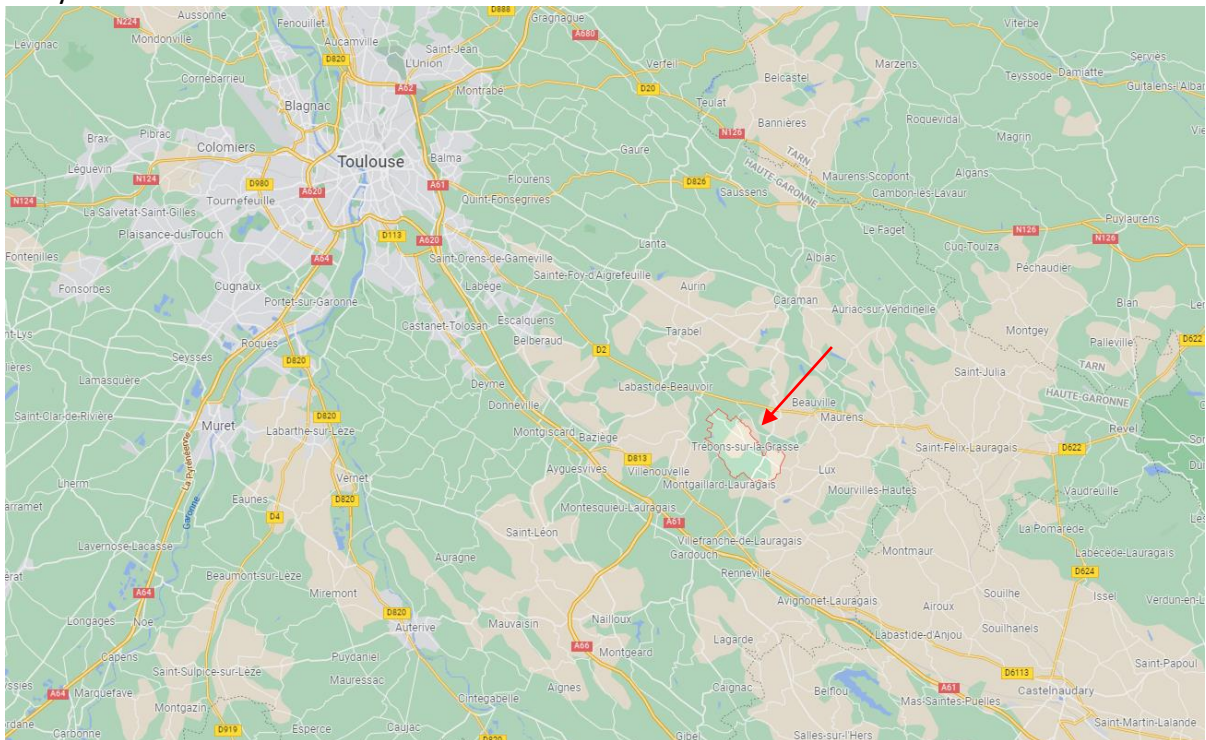 Aussonne
Fenouillet
D888
Gragnague
Viterbe
N224
Mondonville
Aucamville
Saint-Jean
A680
Levignac
D820
L'Union
Verfeil
Marzens
Serviès
Cornebarrieu
A62
Montrabe
D20
Belcastel
Teyssode
Damiatte
Guitalens-l'Albar
Blagnac
Teulat
Roquevidal
Brax
Pibrac
Colomiers
Bannières
N126
Magrin
Léguevin
Toulouse
Balma
Gaure
TARN
HAUTE-GARONNE
N124
D980
A620
A61
Flourens
D826
Maurens-Scopont
Algans
N124
Tournefeuille
Quint-Fonsegrives
Saussens
Cambon-lès-Lavaur
La Salvetat-Saint-Gilles
Puylaurens
Plaisance-du-Touch
D113
A620
Lanta
Le Faget
N126
N126
Fontenilles
A64
Saint-Orens-de-Gameville
Albiac
Cuq-Toulza
Fonsorbes
Cugnaux
Labège
Sainte-Foy-d'Aigrefeuille
Aurin
Péchaudier
Portet-sur-Garonne
Caraman
Auriac-sur-Vendinelle
Blan
Castanet-Tolosan
Escalquens
Tarabel
Montgey
Roques
Belberaud
Palleville
D622
Seysses
D820
D2
TARN
Lamasquère
Deyme
Labastide-Beauvoir
Saint-Julia
HAUTE-GARONNE
Saint-Clar-de-Rivière
Donneville
Beauville
Muret
Labarthe-sur-Lèze
D820
Montgiscard
Baziège
Maurens
Revel
La Pyrénéenne
Trébons-sur-la-Grasse
Saint-Félix-Lauragais
D622
D813
Ayguesvives
Villenouvelle
Lux
Vernet
Montgaillard-Lauragais
Mourvilles-Hautes
Vaudreuille
Lherm
Garonne
Eaunes
D820
Montesquieu-Lauragais
D4
Saint-Léon
A61
La Pomarède
Lavernose-Lacasse
Villefranche-de-Lauragais
Auragne
Gardouch
Montmaur
Labécède-Lauragais
Beaumont-sur-Lèze
Renneville
D624
A64
Miremont
Avignonet-Lauragais
Souilhe
Issel
Verdun-en-L
D820
Airoux
Longages
Noé
Auterive
Mauvaisin
Nailloux
Souilhanels
Lagarde
Labastide-d'Anjou
Capens
Puydaniel
A66
Montgeard
Saint-Papoul
Saint-Sulpice-sur-Lèze
D6113
A64
Marquefave
Mauressac
Aignes
Caignac
Belflou
A61
Castelnaudary
Montgazin
Cintegabelle
Mas-Saintes-Puelles
Carbonne
D919
Esperce
Caujac
D820
Gibel
Salles-sur-l'Hers
Saint-Martin-Lalande